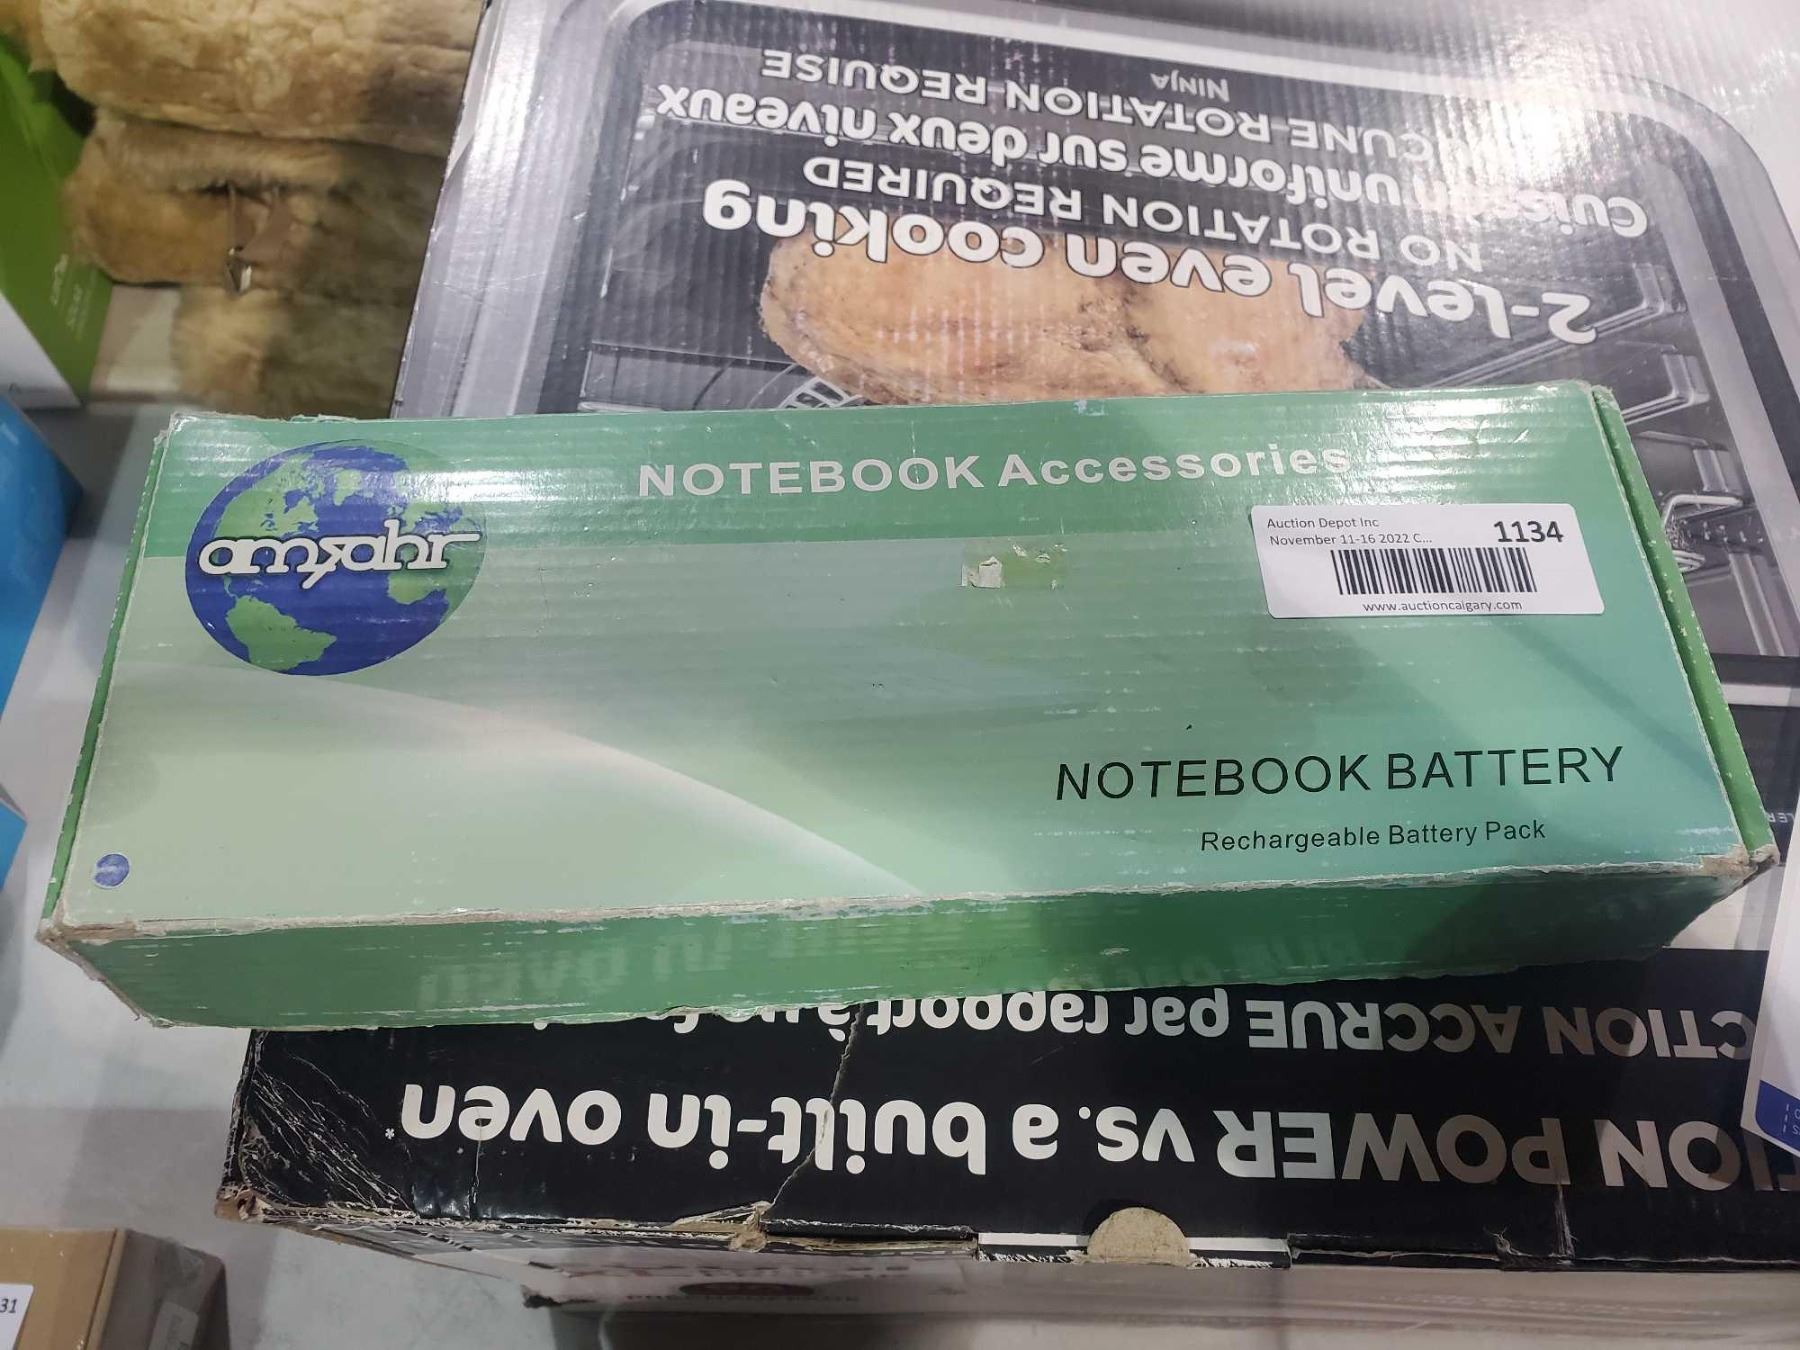 NINJA
AUCUNE ROTATION REQUISE
Cuisson uniforme sur deux niveaux
NO ROTATION REQUIRED
2-level even cooking
NOTEBOOK Accessories
amsahr
Auction Depot Inc
1134
November 11-16 2022 C...
www.auctioncalgary.com
NOTEBOOK BATTERY
Rechargeable Battery Pack
CTION ACCRUE par rapport à
TION POWER vs. a built-in oven*
31